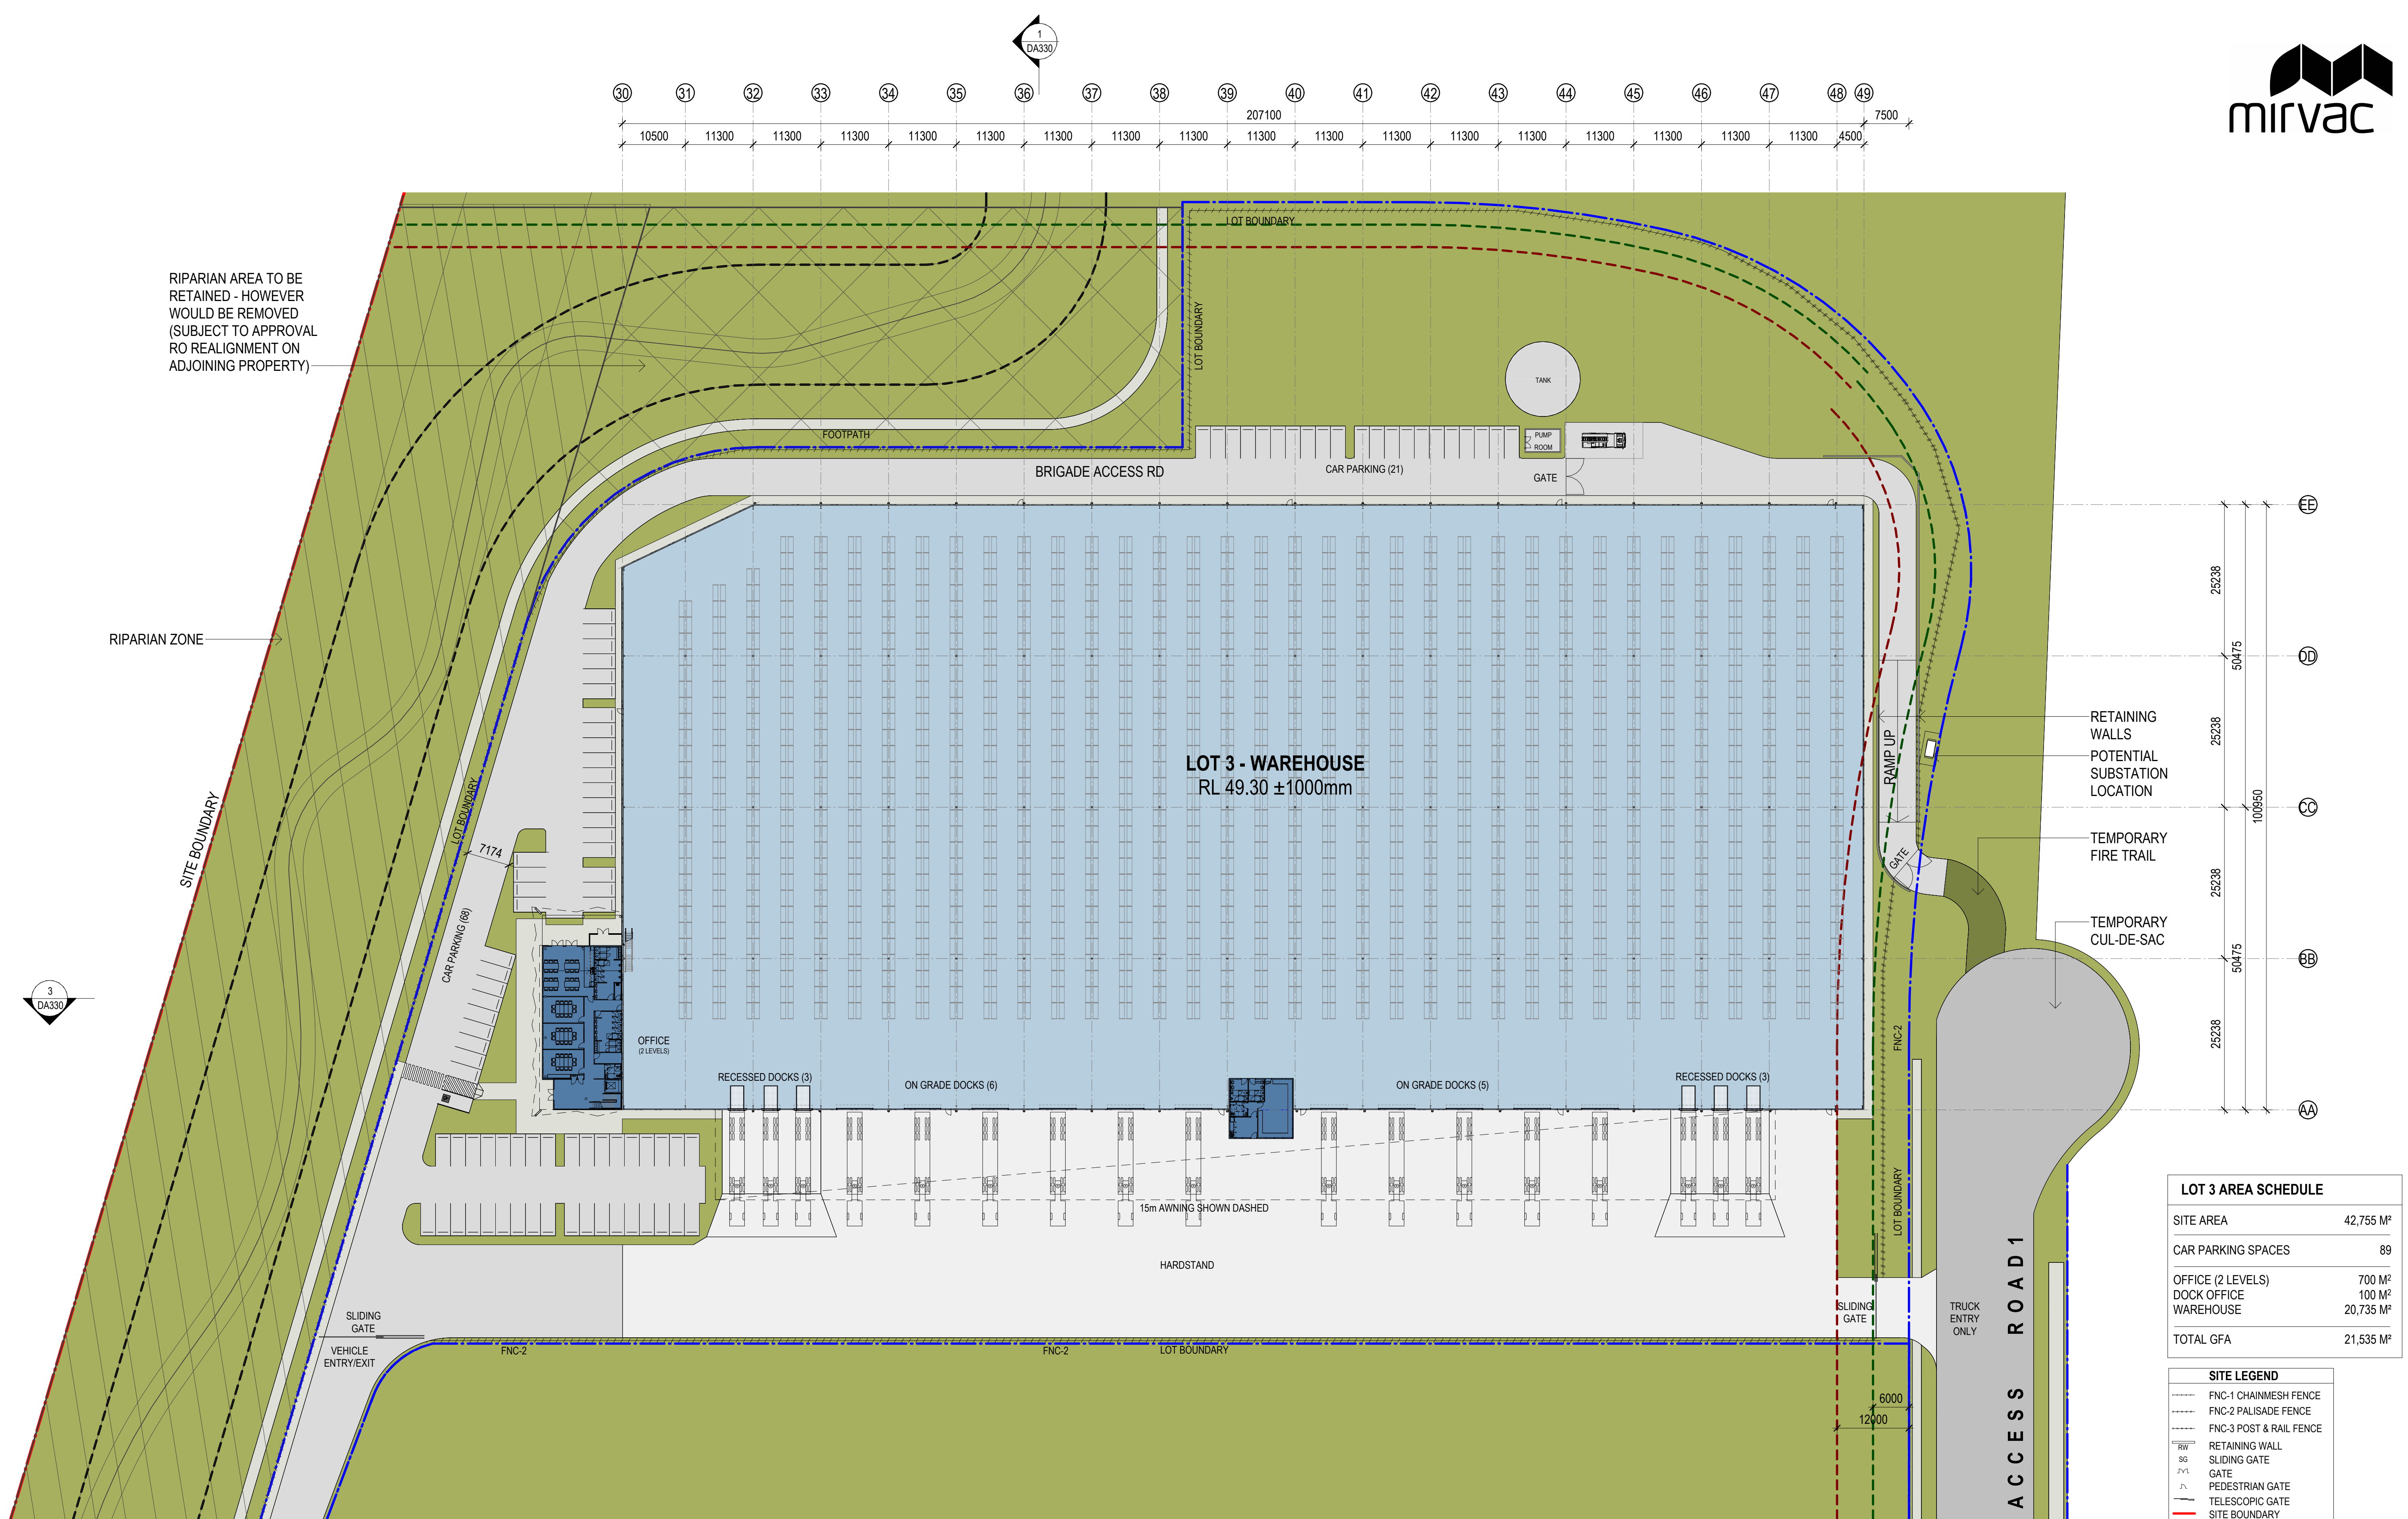 1
DA330
mirvac
30 31 32 33 34 35 36 37 38 39 40 41 42 43 44 45 46 47 48 49
207100
7500
10500 11300 11300 11300 11300 11300 11300 11300 11300 11300 11300 11300 11300 11300 11300 11300 11300 11300 4500
LOT BOUNDARY
RIPARIAN AREA TO BE
RETAINED - HOWEVER
WOULD BE REMOVED
(SUBJECT TO APPROVAL
RO REALIGNMENT ON
ADJOINING PROPERTY)
LOT BOUNDARY
TANK
FOOTPATH
PUMP
ROOM
BRIGADE ACCESS RD
CAR PARKING (21)
GATE
EE
25238
RIPARIAN ZONE
DD
50475
RETAINING
WALLS
25238
RAMP UP
POTENTIAL
SUBSTATION
LOCATION
LOT 3 - WAREHOUSE
RL 49.30 ±1000mm
SITE BOUNDARY
LOT BOUNDARY
CC
100950
7174
GATE
TEMPORARY
FIRE TRAIL
25238
CAR PARKING (68)
TEMPORARY
CUL-DE-SAC
BB
50475
3
DA330
OFFICE
(2 LEVELS)
FNC-2
25238
RECESSED DOCKS (3)
ON GRADE DOCKS (6)
ON GRADE DOCKS (5)
RECESSED DOCKS (3)
AA
15m AWNING SHOWN DASHED
LOT BOUNDARY
HARDSTAND
SLIDING
GATE
SLIDING
GATE
TRUCK
ENTRY
ONLY
VEHICLE
ENTRY/EXIT
FNC-2
FNC-2
LOT BOUNDARY
6000
12000
ACCESS ROAD1
LOT 3 AREA SCHEDULE
SITE AREA 42,755 M²
CAR PARKING SPACES 89
OFFICE (2 LEVELS) 700 M²
DOCK OFFICE 100 M²
WAREHOUSE 20,735 M²
TOTAL GFA 21,535 M²
SITE LEGEND
FNC-1 CHAINMESH FENCE
FNC-2 PALISADE FENCE
FNC-3 POST & RAIL FENCE
RW RETAINING WALL
SG SLIDING GATE
GATE
PEDESTRIAN GATE
TELESCOPIC GATE
SITE BOUNDARY